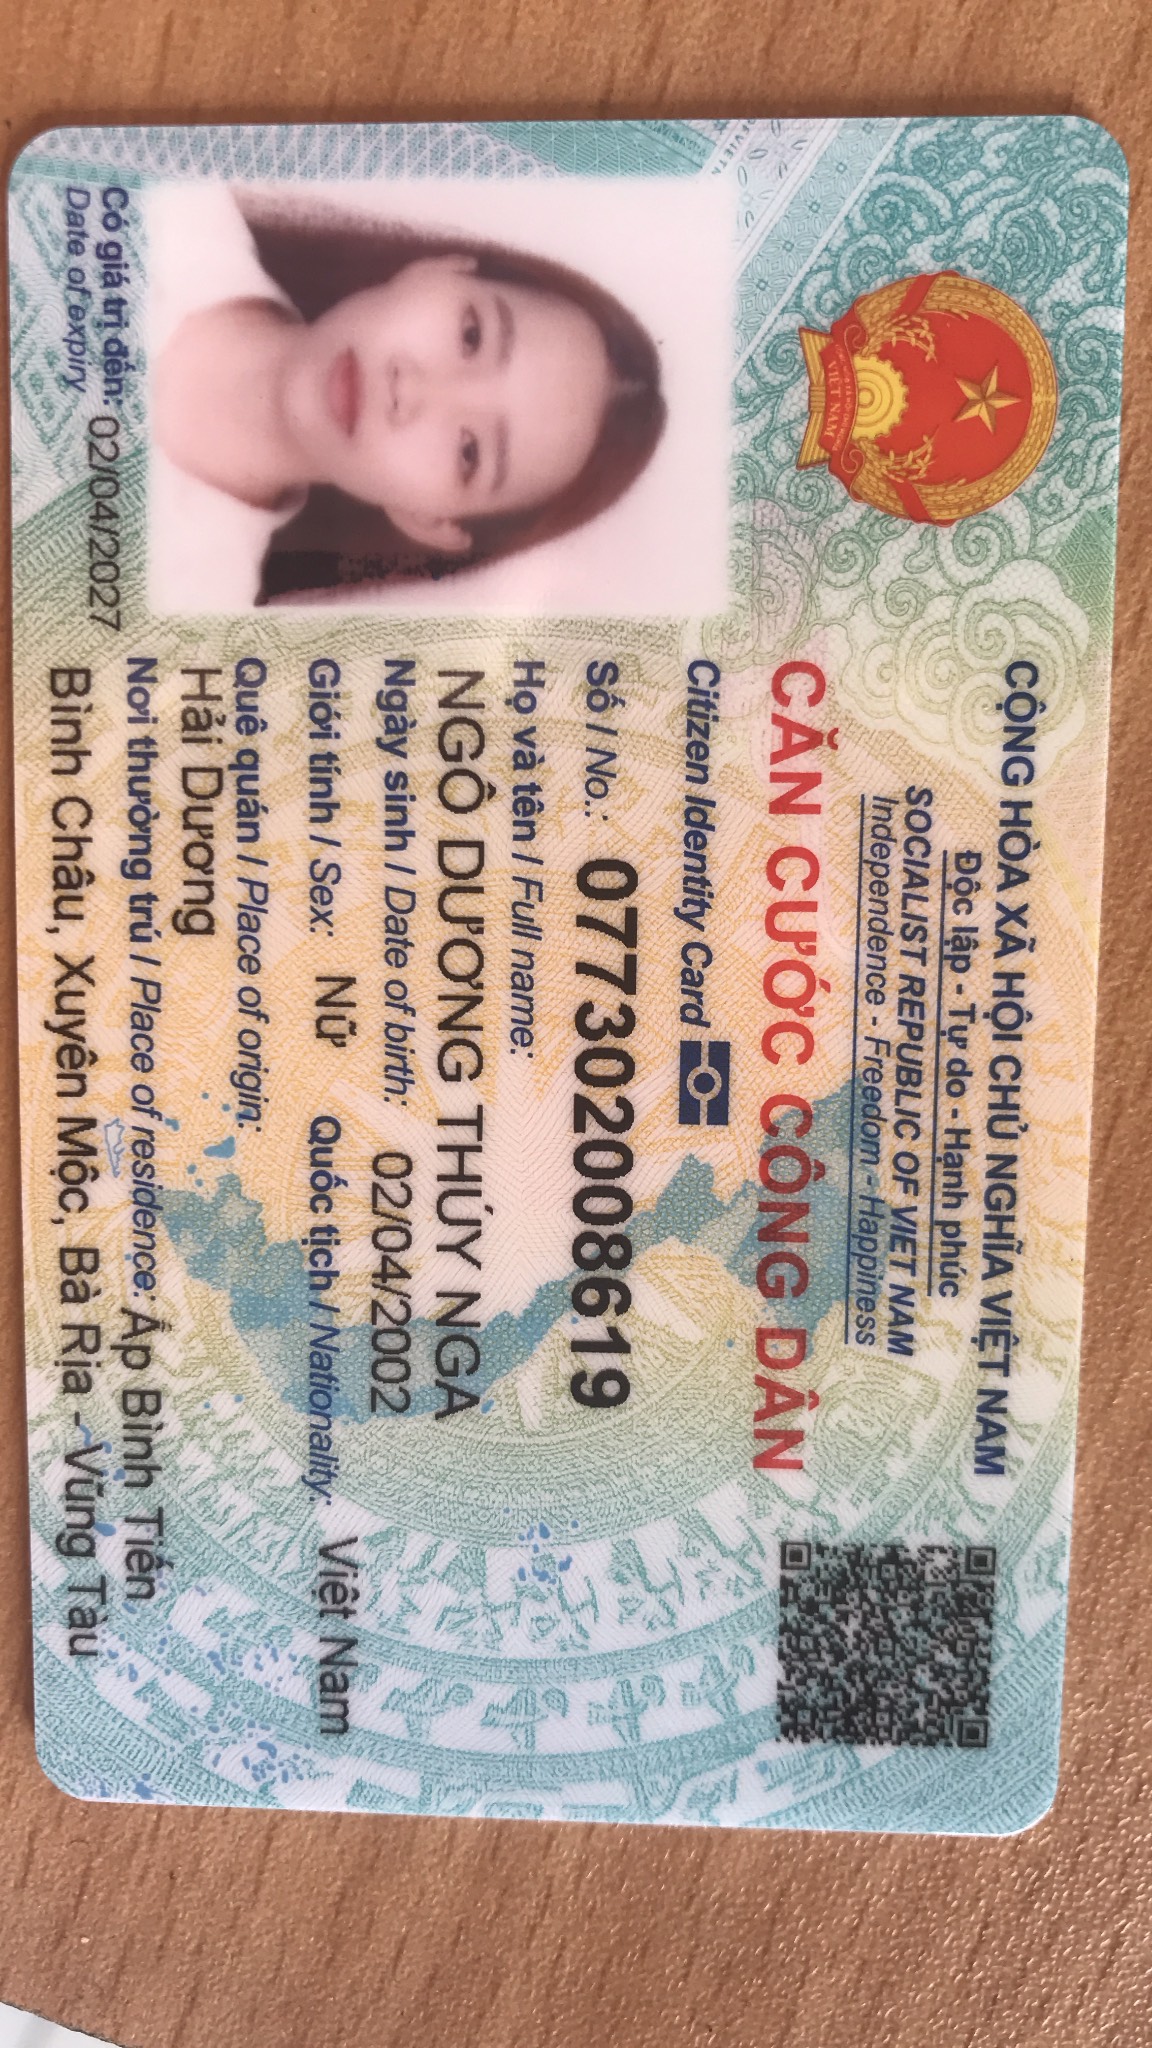 CỘNG HÒA XÃ HỘI CHỦ NGHĨA VIỆT NAM
Độc lập - Tự do - Hạnh phúc
SOCIALIST REPUBLIC OF VIET NAM
Independence - Freedom - Happiness
CĂN CƯỚC CÔNG DÂN
Citizen Identity Card
Số / No.: 077302008619
Họ và tên / Full name:
NGÔ DƯƠNG THÚY NGA
Ngày sinh / Date of birth: 02/04/2002
Giới tính / Sex: Nữ Quốc tịch / Nationality: Việt Nam
Quê quán / Place of origin:
Hải Dương
Nơi thường trú / Place of residence: Ấp Bình Tiến
Bình Châu, Xuyên Mộc, Bà Rịa - Vũng Tàu
Có giá trị đến: 02/04/2027
Date of expiry
VIỆT NAM